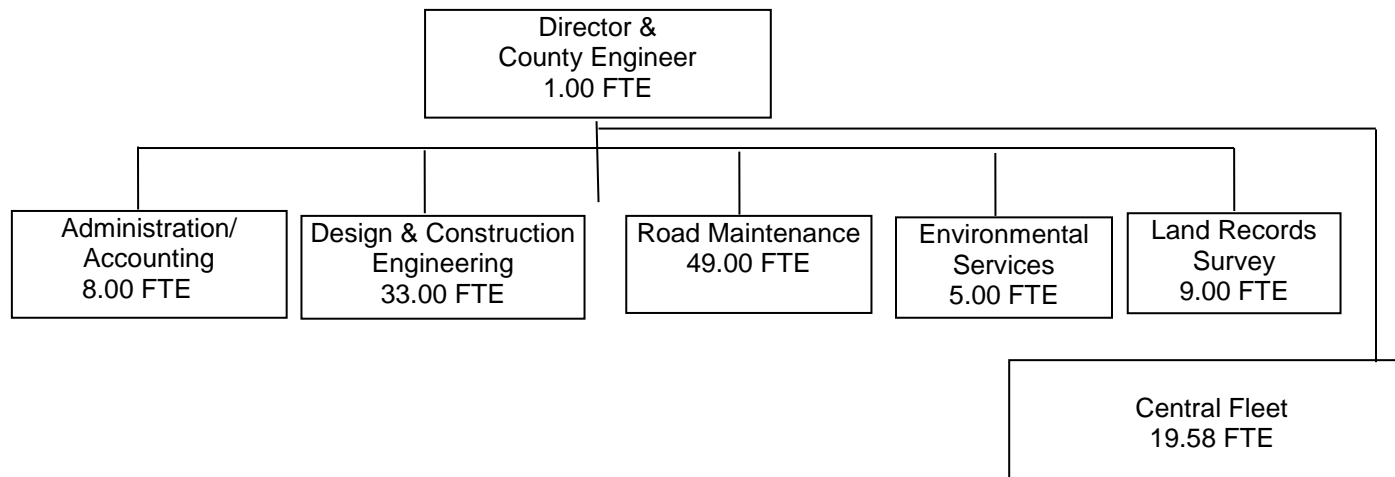 Director &
County Engineer
1.00 FTE
Administration/
Accounting
8.00 FTE
Design & Construction
Engineering
33.00 FTE
Road Maintenance
49.00 FTE
Environmental
Services
5.00 FTE
Land Records
Survey
9.00 FTE
Central Fleet
19.58 FTE